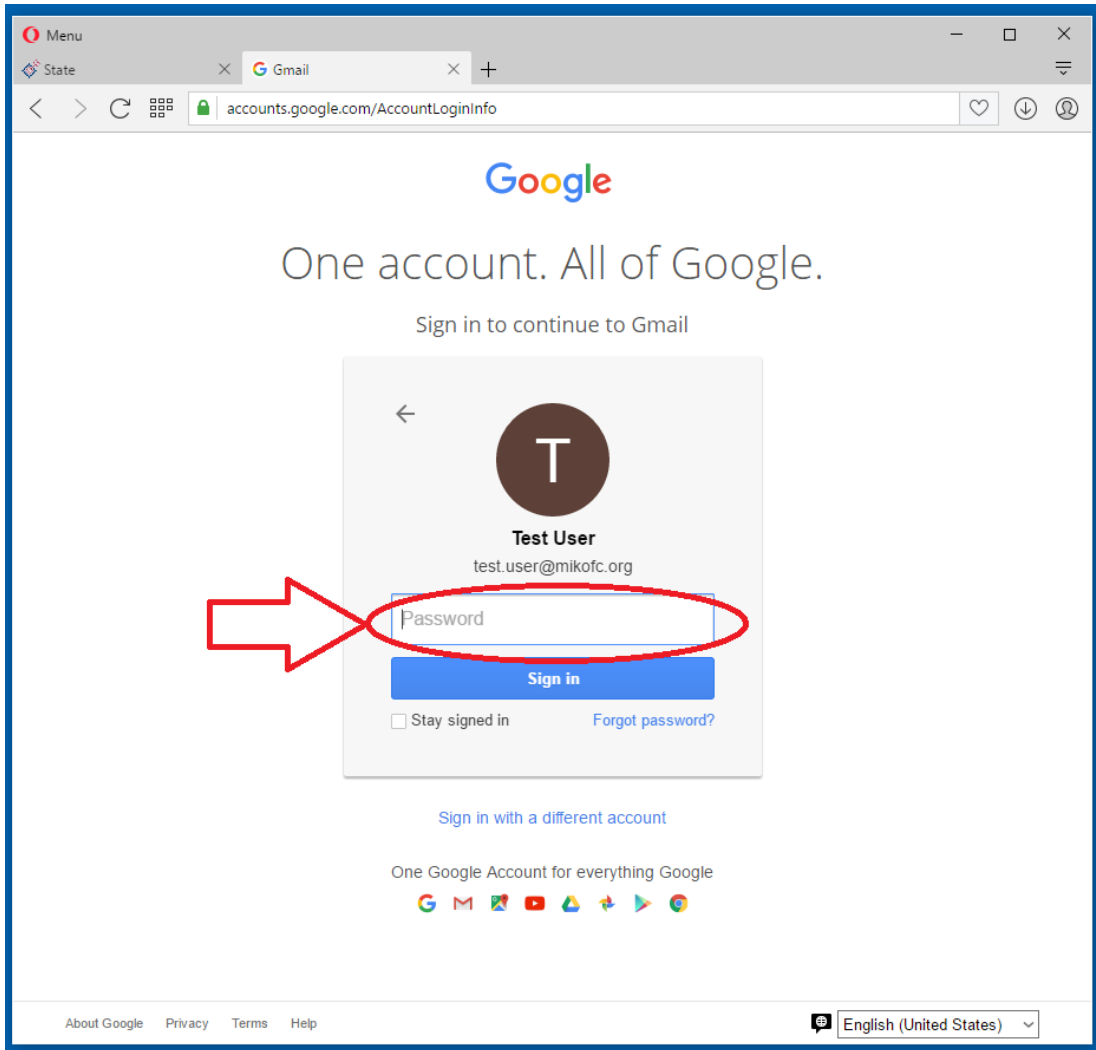 Menu
State
Gmail
accounts.google.com/AccountLoginInfo
Google
One account. All of Google.
Sign in to continue to Gmail
T
Test User
test.user@mikofc.org
Password
Sign in
Stay signed in Forgot password?
Sign in with a different account
One Google Account for everything Google
About Google Privacy Terms Help English (United States)